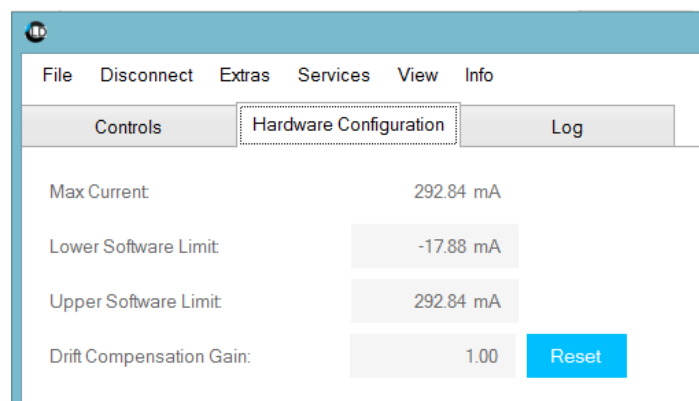 File Disconnect Extras Services View Info
Controls Hardware Configuration Log
Max Current: 292.84 mA
Lower Software Limit: -17.88 mA
Upper Software Limit: 292.84 mA
Drift Compensation Gain: 1.00 Reset